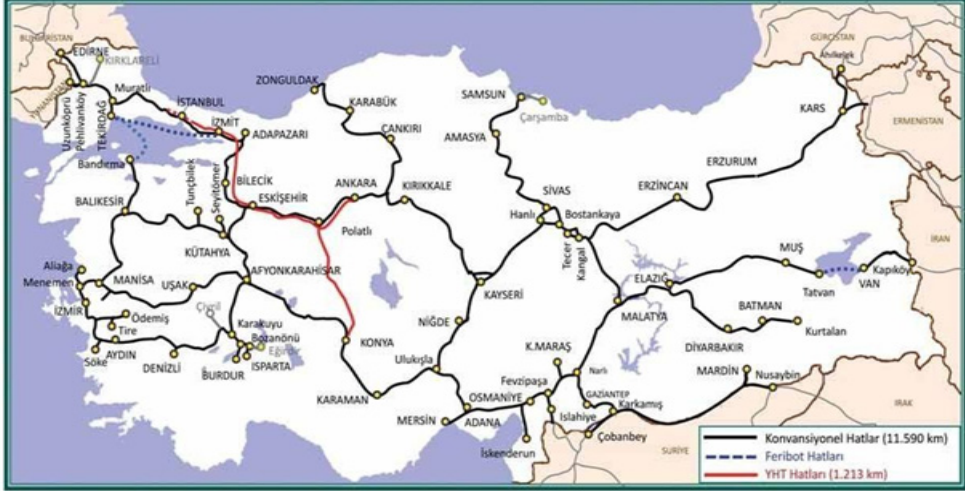 BULGARİSTAN
EDİRNE
KIRKLARELİ
YUNANİSTAN
Uzunköprü
Pehlivanköy
Muratlı
TEKİRDAĞ
İSTANBUL
İZMİT
ADAPAZARI
ZONGULDAK
KARABÜK
ÇANKIRI
SAMSUN
Çarşamba
AMASYA
GÜRCİSTAN
Ahılkelek
KARS
ERMENİSTAN
Bandırma
BALIKESİR
Tunçbilek
Seyitömer
BİLECİK
ESKİŞEHİR
ANKARA
KIRIKKALE
Polatlı
KÜTAHYA
SİVAS
Hanlı
Bostankaya
Tecer
Kangal
ERZİNCAN
ERZURUM
İRAN
Aliağa
Menemen
MANİSA
UŞAK
AFYONKARAHİSAR
KAYSERİ
ELAZIĞ
MALATYA
MUŞ
Tatvan
VAN
Kapıköy
İZMİR
Ödemiş
Tire
Çivril
Karakuyu
Bozanönü
Eğirdir
KONYA
NİĞDE
BATMAN
Kurtalan
DİYARBAKIR
Söke
AYDIN
DENİZLİ
BURDUR
ISPARTA
Ulukışla
K.MARAŞ
Narlı
MARDİN
Nusaybin
KARAMAN
MERSİN
ADANA
OSMANİYE
Fevzipaşa
Islahiye
GAZİANTEP
Karkamış
IRAK
İskenderun
Çobanbey
SURİYE
Konvansiyonel Hatlar (11.590 km)
Feribot Hatları
YHT Hatları (1.213 km)